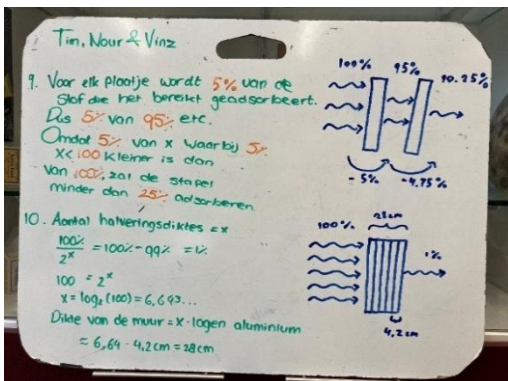 Tim, Nour & Vinz
9. Voor elk plaatje wordt 5% van de
stof die het bereikt geadsorbeert.
Dus 5% van 95% etc.
Omdat 5% van x waarbij
x<100 kleiner is dan 5%
van 100%, zal de stapel
minder dan 25% adsorberen
100% 95% 90.25%
- 5% - 4.75%
10. Aantal halveringsdiktes = x
100%
2^x = 100% - 99% = 1%
100 = 2^x
x = log₂(100) = 6,643...
Dikte van de muur = x · lagen aluminium
= 6,64 · 4,2 cm = 28 cm
28cm
100% 1%
4,2 cm